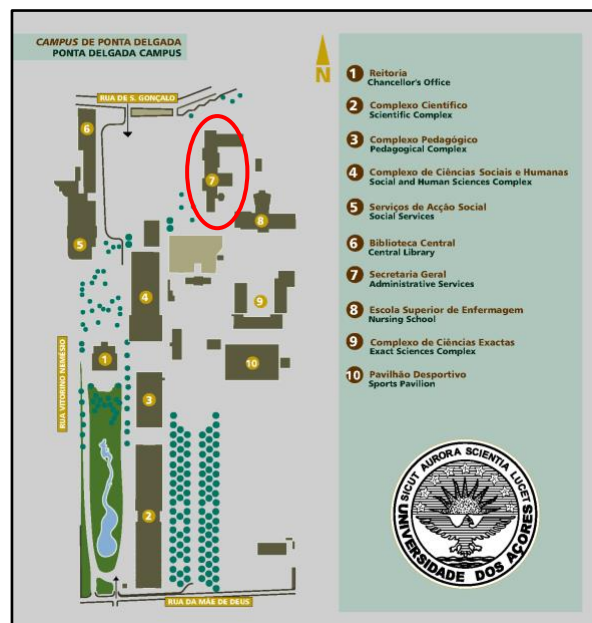 CAMPUS DE PONTA DELGADA
PONTA DELGADA CAMPUS
N
RUA DE S. GONÇALO
6
7
8
5
4
9
1
10
3
2
RUA VITORINO NEMÉSIO
RUA DA MÃE DE DEUS
1 Reitoria
Chancellor's Office
2 Complexo Científico
Scientific Complex
3 Complexo Pedagógico
Pedagogical Complex
4 Complexo de Ciências Sociais e Humanas
Social and Human Sciences Complex
5 Serviços de Acção Social
Social Services
6 Biblioteca Central
Central Library
7 Secretaria Geral
Administrative Services
8 Escola Superior de Enfermagem
Nursing School
9 Complexo de Ciências Exactas
Exact Sciences Complex
10 Pavilhão Desportivo
Sports Pavilion
SICUT AURORA SCIENTIA LUCET
UNIVERSIDADE DOS AÇORES